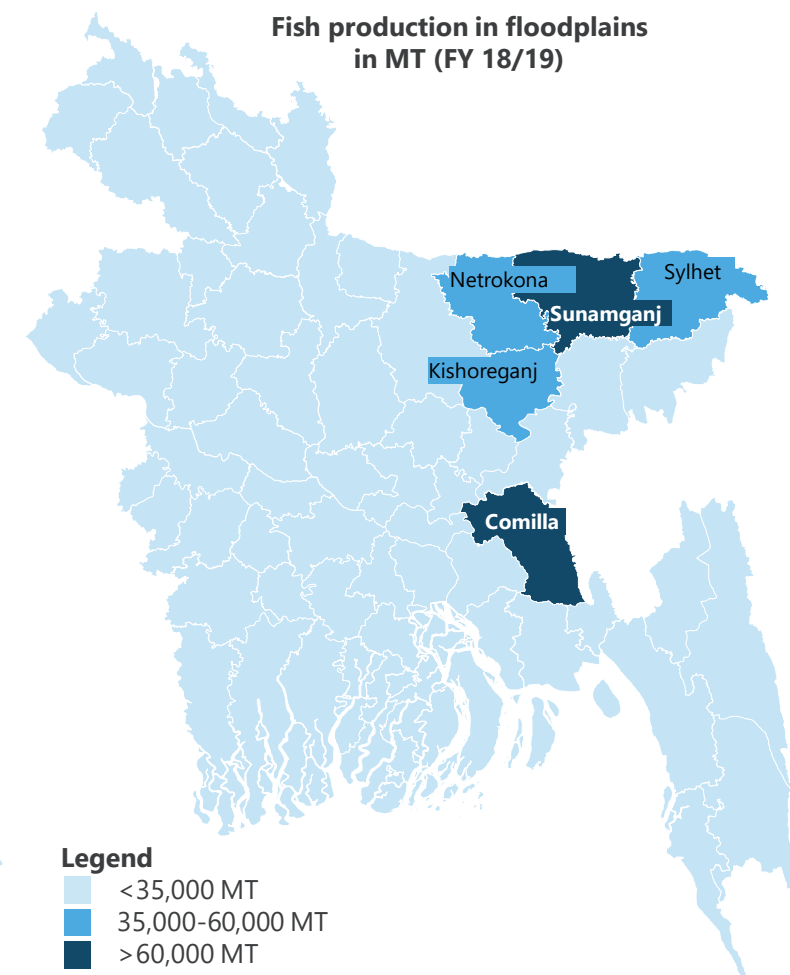 Fish production in floodplains
in MT (FY 18/19)
Netrokona
Sylhet
Sunamganj
Kishoreganj
Comilla
Legend
<35,000 MT
35,000-60,000 MT
>60,000 MT